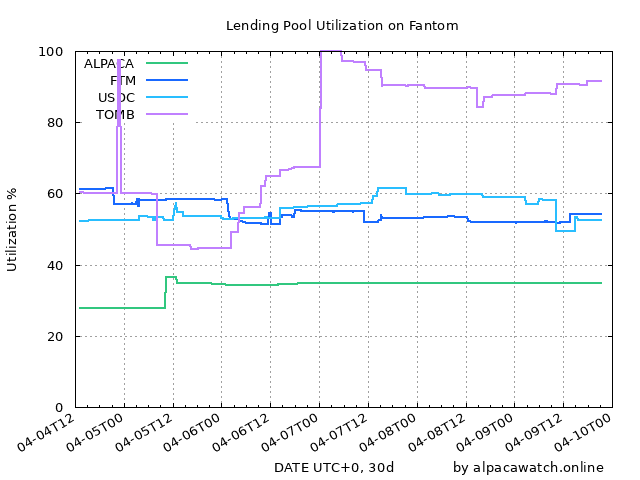 Lending Pool Utilization on Fantom
Utilization %
100
80
60
40
20
0
ALPACA
FTM
USDC
TOMB
04-04T12
04-05T00
04-05T12
04-06T00
04-06T12
04-07T00
04-07T12
04-08T00
04-08T12
04-09T00
04-09T12
04-10T00
DATE UTC+0, 30d
by alpacawatch.online